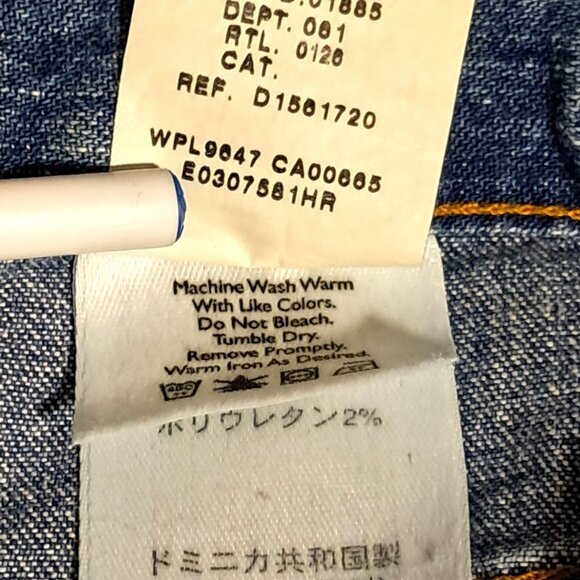 .01885
DEPT. 061
RTL. 0126
CAT.
REF. D1561720
WPL9647 CA00665
E0307581HR
Machine Wash Warm
With Like Colors.
Do Not Bleach.
Tumble Dry.
Remove Promptly.
Warm Iron As Desired.
ポリウレタン2%
ドミニカ共和国製